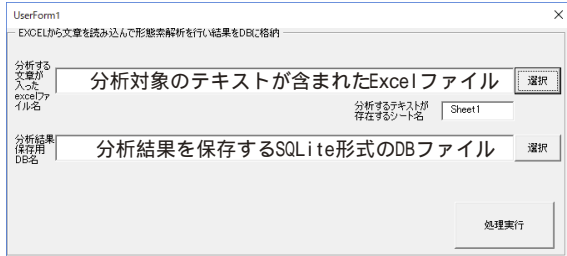 UserForm1
EXCELから文章を読み込んで形態素解析を行い結果をDBに格納
分析する
文章が
入った
excelファ
イル名
分析対象のテキストが含まれたExcelファイル
選択
分析するテキストが
存在するシート名
Sheet1
分析結果
保存用
DB名
分析結果を保存するSQLite形式のDBファイル
選択
処理実行